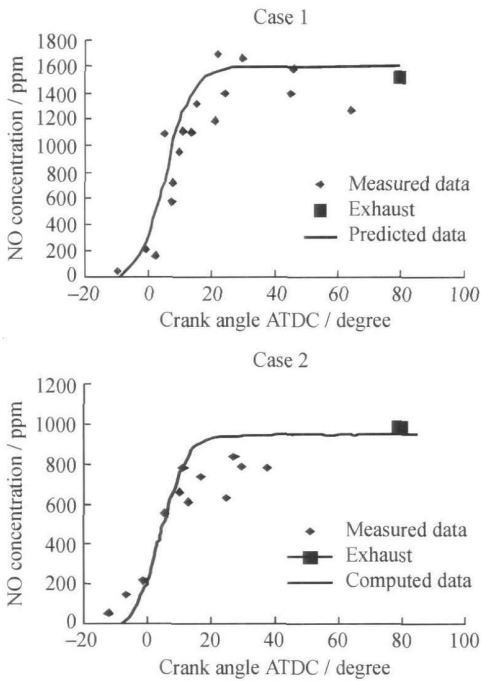 Case 1
NO concentration / ppm
1800
1600
1400
1200
1000
800
600
400
200
0
Measured data
Exhaust
Predicted data
−20 0 20 40 60 80 100
Crank angle ATDC / degree
Case 2
NO concentration / ppm
1200
1000
800
600
400
200
0
Measured data
Exhaust
Computed data
−20 0 20 40 60 80 100
Crank angle ATDC / degree